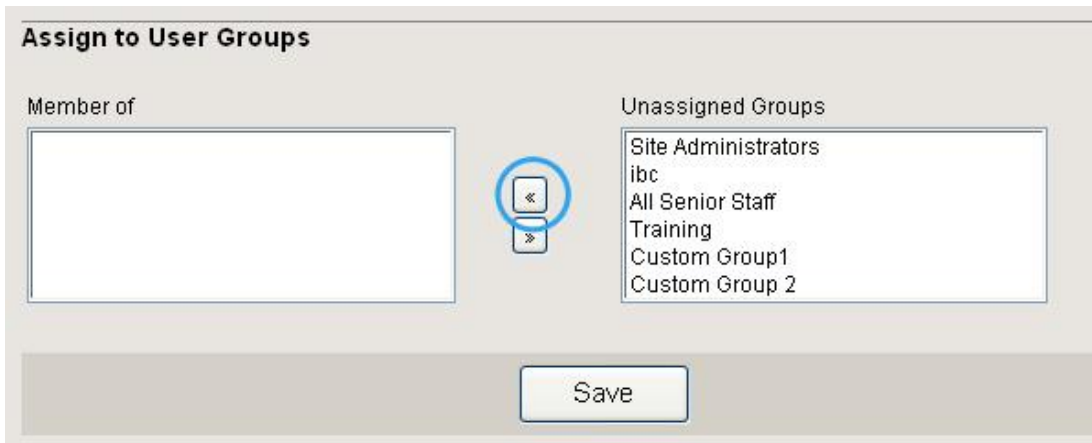 Assign to User Groups
Member of
Unassigned Groups
«
»
Site Administrators
ibc
All Senior Staff
Training
Custom Group1
Custom Group 2
Save